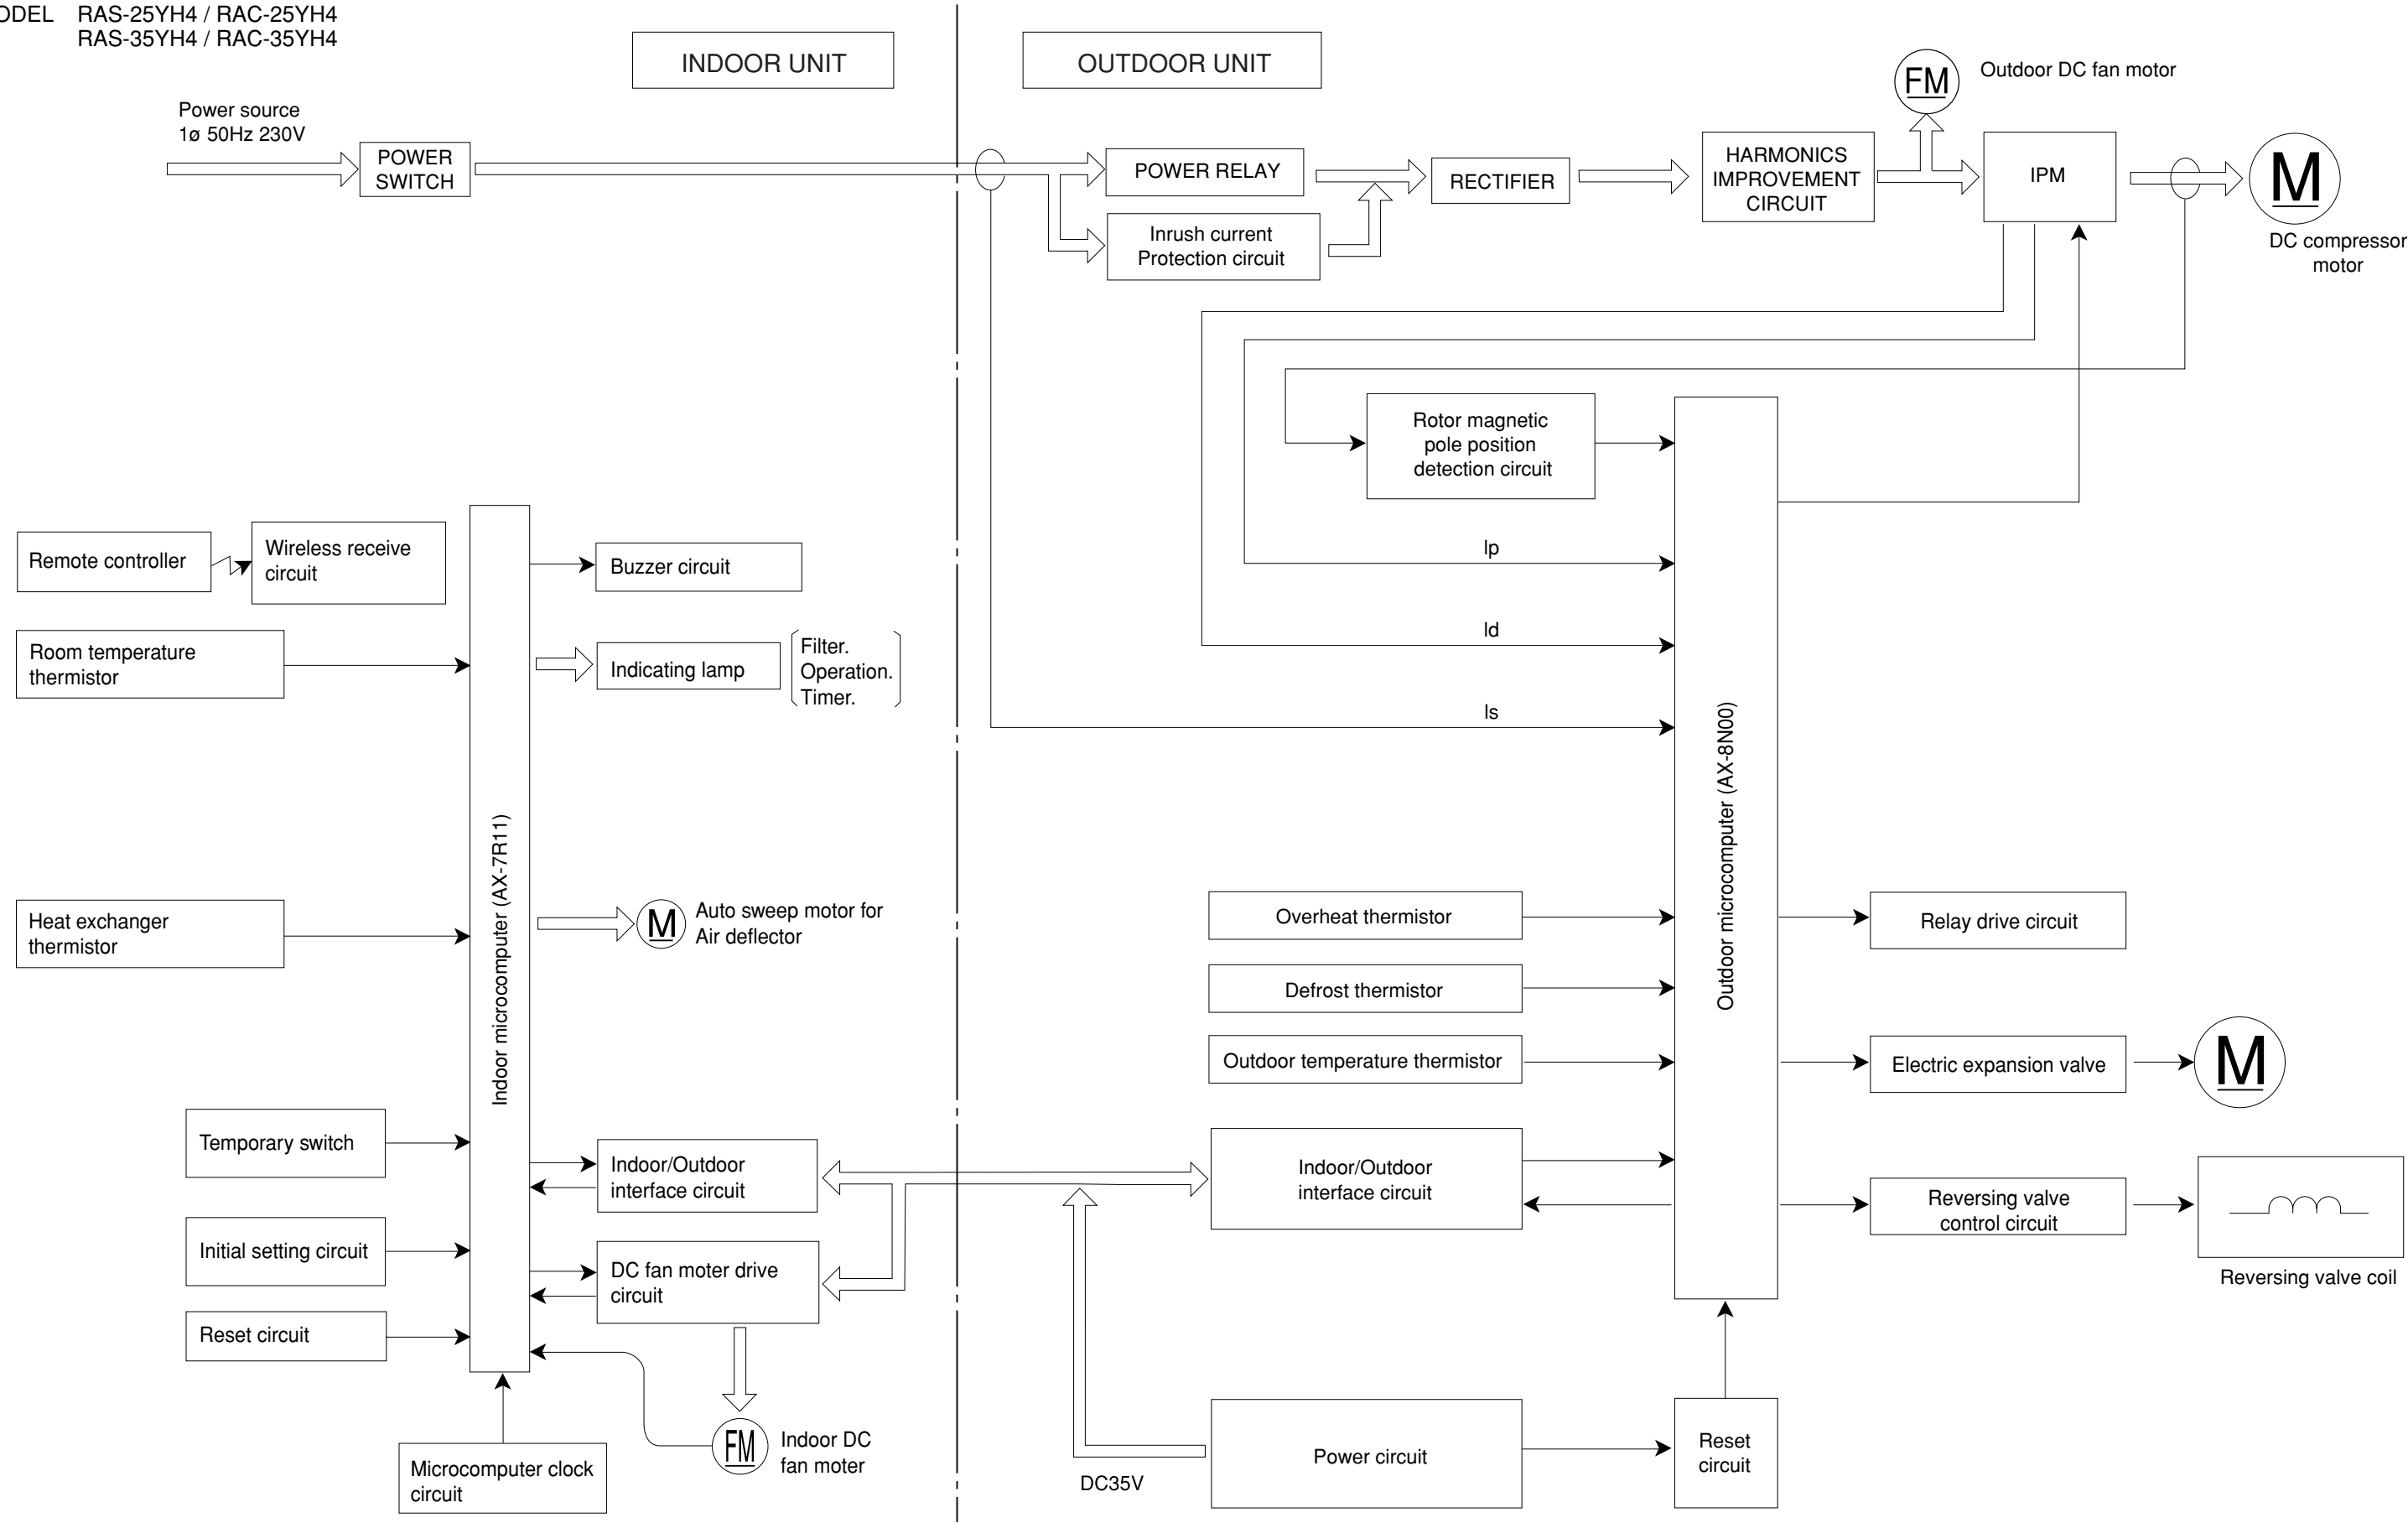 ODEL RAS-25YH4 / RAC-25YH4
RAS-35YH4 / RAC-35YH4
INDOOR UNIT
OUTDOOR UNIT
Power source
1ø 50Hz 230V
POWER
SWITCH
POWER RELAY
Inrush current
Protection circuit
RECTIFIER
HARMONICS
IMPROVEMENT
CIRCUIT
FM
Outdoor DC fan motor
IPM
M
DC compressor
motor
Rotor magnetic
pole position
detection circuit
Ip
Id
Is
Outdoor microcomputer (AX-8N00)
Remote controller
Wireless receive
circuit
Room temperature
thermistor
Heat exchanger
thermistor
Temporary switch
Initial setting circuit
Reset circuit
Microcomputer clock
circuit
Indoor microcomputer (AX-7R11)
Buzzer circuit
Indicating lamp
Filter.
Operation.
Timer.
M
Auto sweep motor for
Air deflector
Indoor/Outdoor
interface circuit
DC fan moter drive
circuit
FM
Indoor DC
fan moter
Overheat thermistor
Defrost thermistor
Outdoor temperature thermistor
Indoor/Outdoor
interface circuit
DC35V
Power circuit
Reset
circuit
Relay drive circuit
Electric expansion valve
M
Reversing valve
control circuit
Reversing valve coil